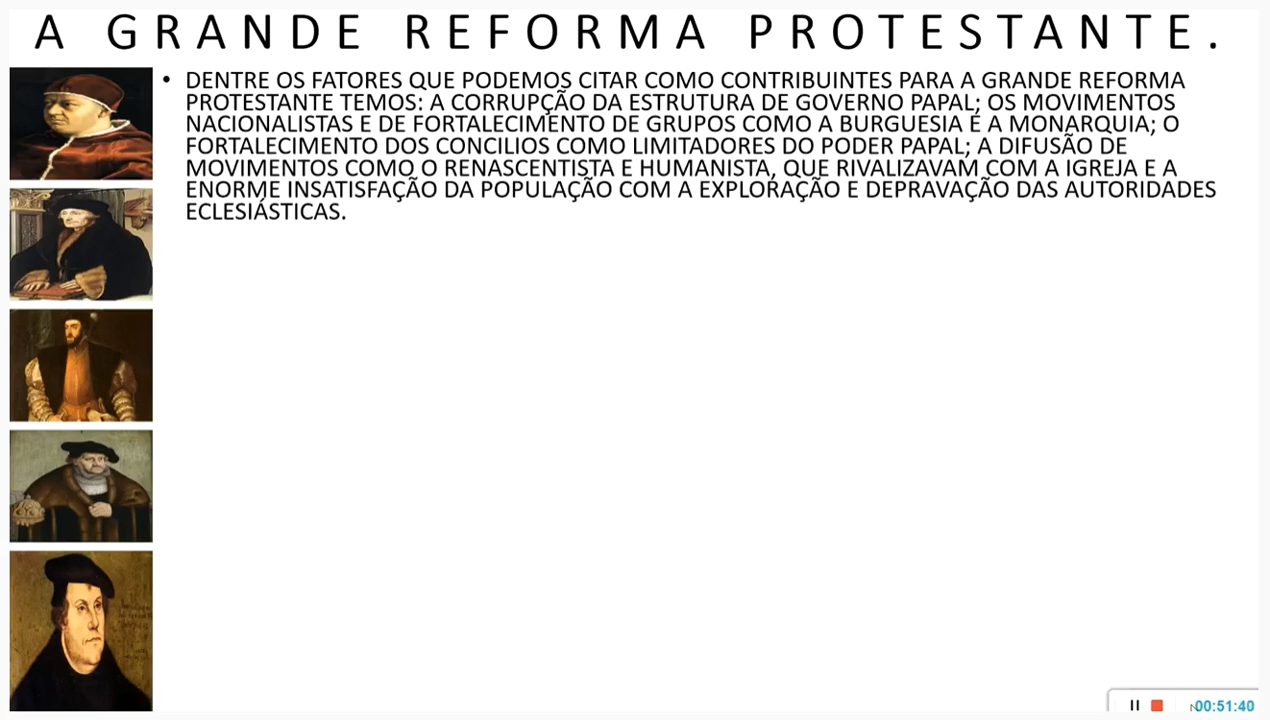 A GRANDE REFORMA PROTESTANTE.
• DENTRE OS FATORES QUE PODEMOS CITAR COMO CONTRIBUINTES PARA A GRANDE REFORMA
PROTESTANTE TEMOS: A CORRUPÇÃO DA ESTRUTURA DE GOVERNO PAPAL; OS MOVIMENTOS
NACIONALISTAS E DE FORTALECIMENTO DE GRUPOS COMO A BURGUESIA E A MONARQUIA; O
FORTALECIMENTO DOS CONCILIOS COMO LIMITADORES DO PODER PAPAL; A DIFUSÃO DE
MOVIMENTOS COMO O RENASCENTISTA E HUMANISTA, QUE RIVALIZAVAM COM A IGREJA E A
ENORME INSATISFAÇÃO DA POPULAÇÃO COM A EXPLORAÇÃO E DEPRAVAÇÃO DAS AUTORIDADES
ECLESIÁSTICAS.
00:51:40